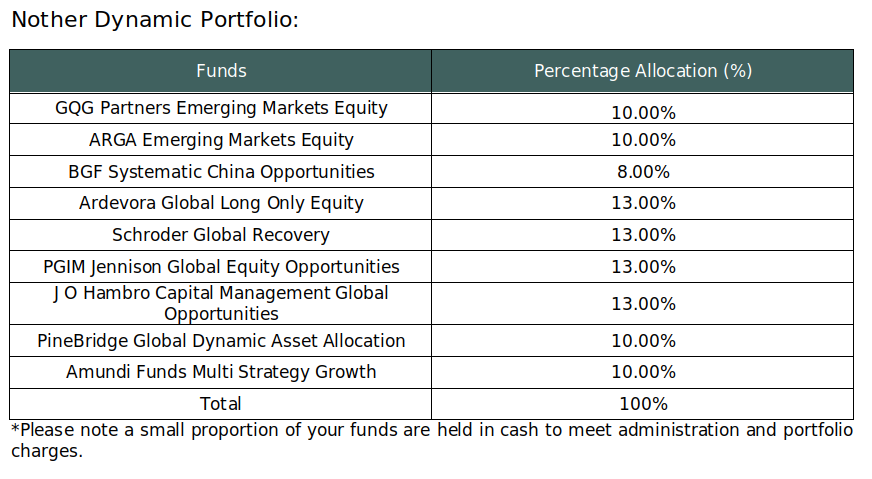 Nother Dynamic Portfolio:
Funds Percentage Allocation (%)
GQG Partners Emerging Markets Equity 10.00%
ARGA Emerging Markets Equity 10.00%
BGF Systematic China Opportunities 8.00%
Ardevora Global Long Only Equity 13.00%
Schroder Global Recovery 13.00%
PGIM Jennison Global Equity Opportunities 13.00%
J O Hambro Capital Management Global
Opportunities 13.00%
PineBridge Global Dynamic Asset Allocation 10.00%
Amundi Funds Multi Strategy Growth 10.00%
Total 100%
*Please note a small proportion of your funds are held in cash to meet administration and portfolio
charges.